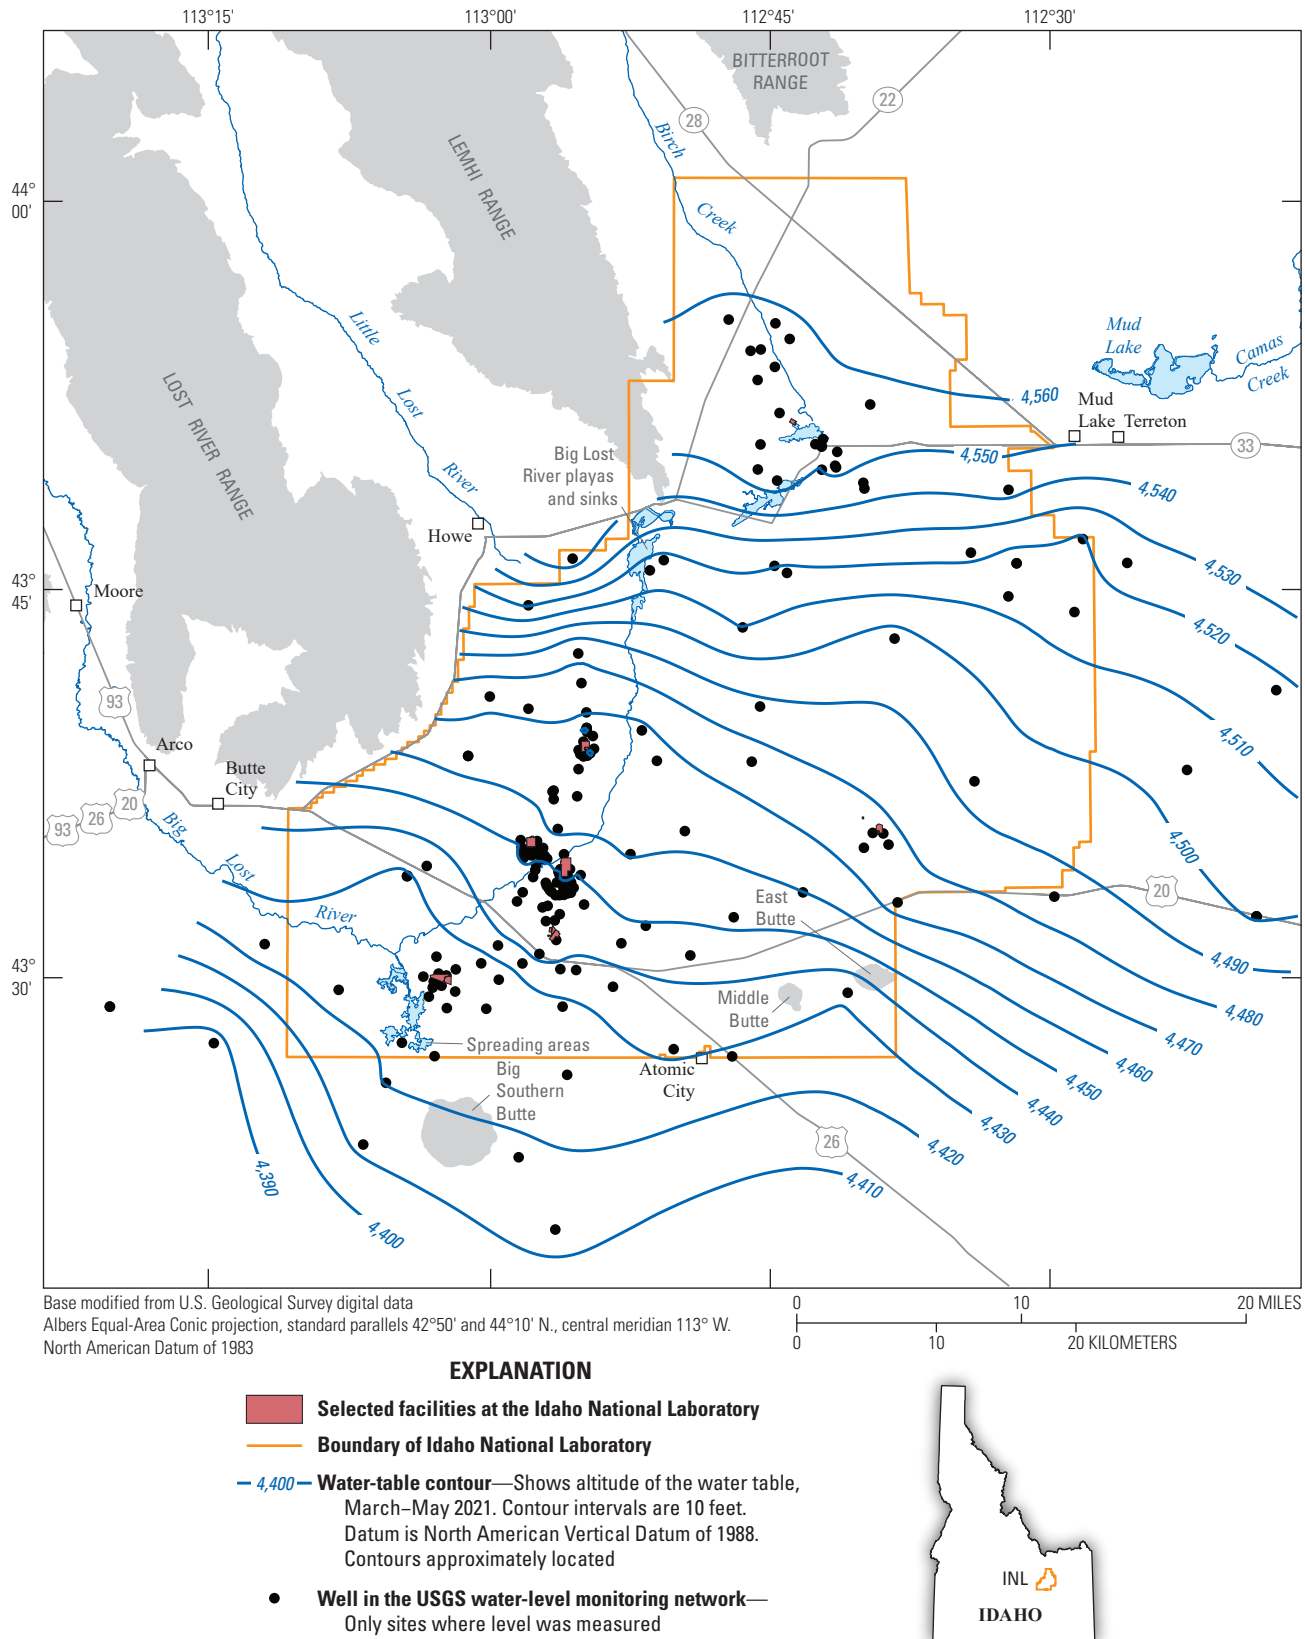 113°15'
113°00'
112°45'
112°30'
BITTERROOT
RANGE
22
28
Birch
LEMHI RANGE
44°
00'
Creek
Little
Mud
Lake
Camas
Creek
LOST RIVER RANGE
Lost
4,560
Mud
Lake
Terreton
33
Big Lost
River playas
and sinks
4,550
River
4,540
Howe
4,530
43°
45'
Moore
4,520
93
4,510
Arco
Butte
City
20
26
93
Big
4,500
Lost
River
East
Butte
20
4,490
43°
30'
Middle
Butte
4,480
4,470
Spreading areas
4,460
Big
Southern
Butte
Atomic
City
4,450
4,440
4,430
26
4,420
4,390
4,410
4,400
Base modified from U.S. Geological Survey digital data
Albers Equal-Area Conic projection, standard parallels 42°50' and 44°10' N., central meridian 113° W.
North American Datum of 1983
0 10 20 MILES
0 10 20 KILOMETERS
EXPLANATION
Selected facilities at the Idaho National Laboratory
Boundary of Idaho National Laboratory
4,400 Water-table contour—Shows altitude of the water table,
March–May 2021. Contour intervals are 10 feet.
Datum is North American Vertical Datum of 1988.
Contours approximately located
Well in the USGS water-level monitoring network—
Only sites where level was measured
INL
IDAHO